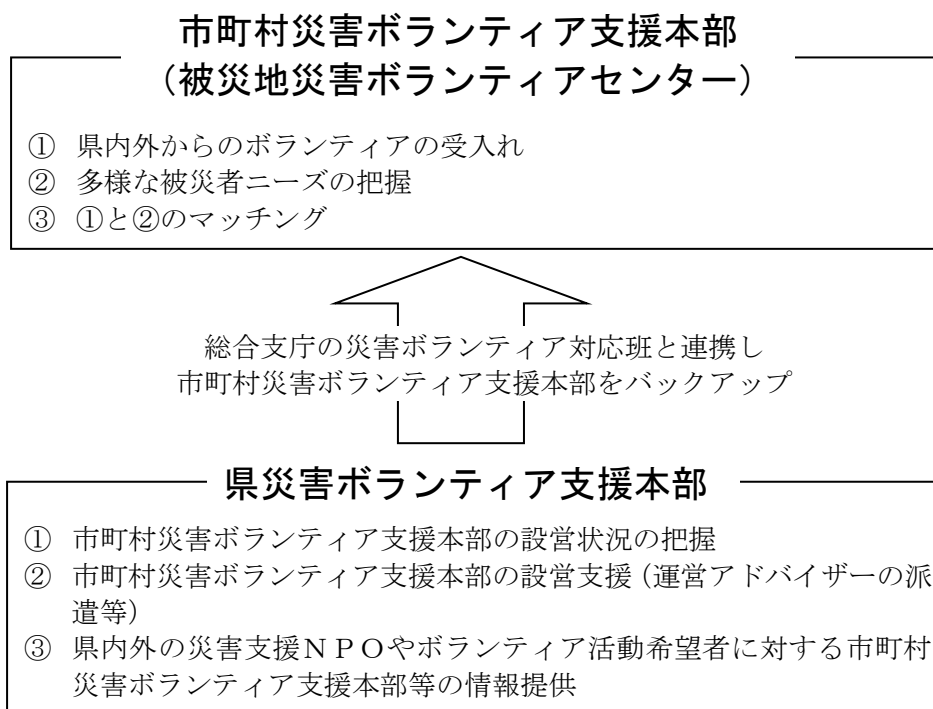 市町村災害ボランティア支援本部
（被災地災害ボランティアセンター）
① 県内外からのボランティアの受入れ
② 多様な被災者ニーズの把握
③ ①と②のマッチング
総合支庁の災害ボランティア対応班と連携し
市町村災害ボランティア支援本部をバックアップ
県災害ボランティア支援本部
① 市町村災害ボランティア支援本部の設営状況の把握
② 市町村災害ボランティア支援本部の設営支援（運営アドバイザーの派
遣等）
③ 県内外の災害支援ＮＰＯやボランティア活動希望者に対する市町村
災害ボランティア支援本部等の情報提供